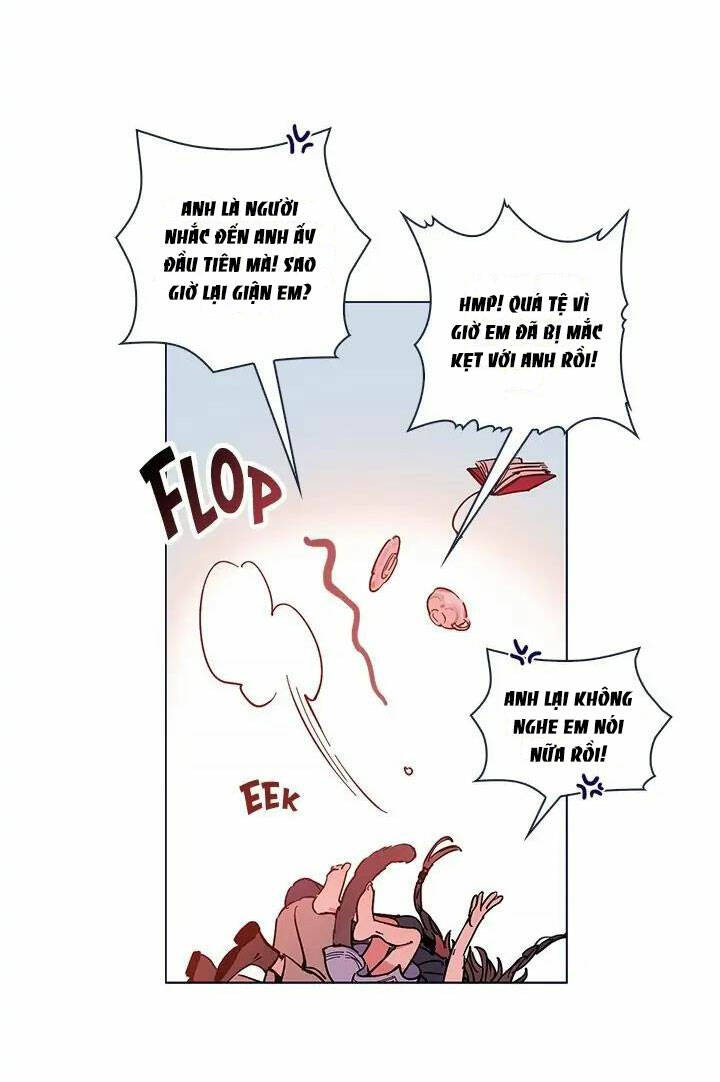 ANH LÀ NGƯỜI
NHẮC ĐẾN ANH ẤY
ĐẦU TIÊN MÀ! SAO
GIỜ LẠI GIẬN EM?
HMP! QUÁ TỆ VÌ
GIỜ EM ĐÃ BỊ MẮC
KẸT VỚI ANH RỒI!
FLOP
ANH LẠI KHÔNG
NGHE EM NÓI
NỮA RỒI!
EEK